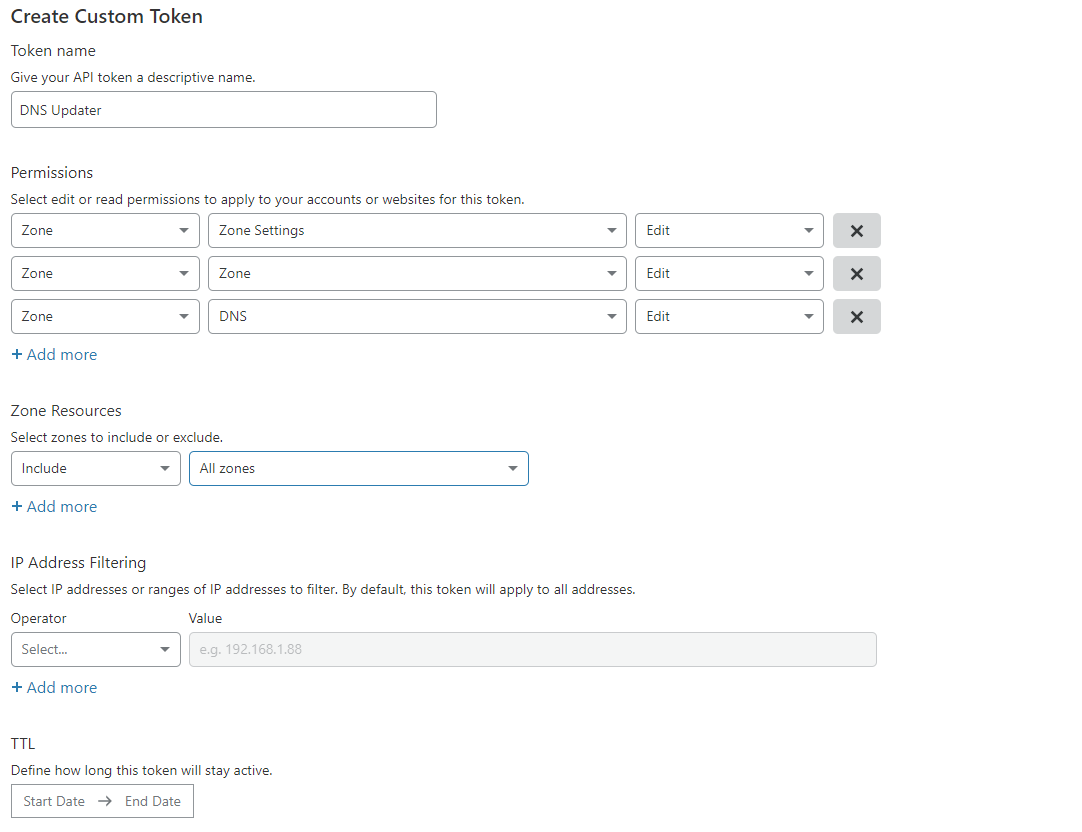 Create Custom Token
Token name
Give your API token a descriptive name.
DNS Updater
Permissions
Select edit or read permissions to apply to your accounts or websites for this token.
Zone Zone Settings Edit
Zone Zone Edit
Zone DNS Edit
+ Add more
Zone Resources
Select zones to include or exclude.
Include All zones
+ Add more
IP Address Filtering
Select IP addresses or ranges of IP addresses to filter. By default, this token will apply to all addresses.
Operator Value
Select... e.g. 192.168.1.88
+ Add more
TTL
Define how long this token will stay active.
Start Date → End Date